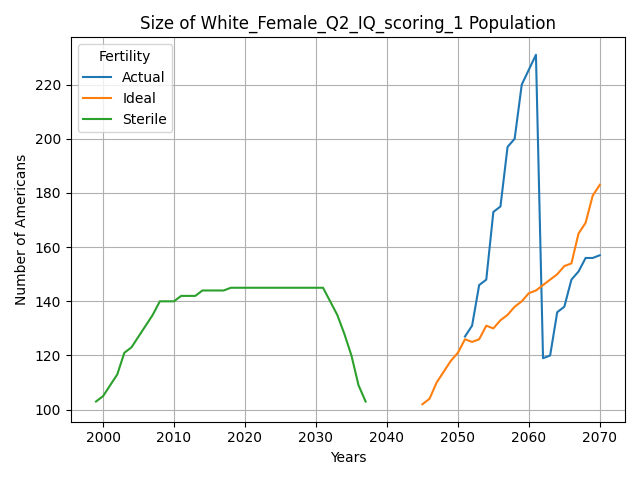 Size of White_Female_Q2_IQ_scoring_1 Population
Fertility
Actual
Ideal
Sterile
Number of Americans
220
200
180
160
140
120
100
2000
2010
2020
2030
2040
2050
2060
2070
Years